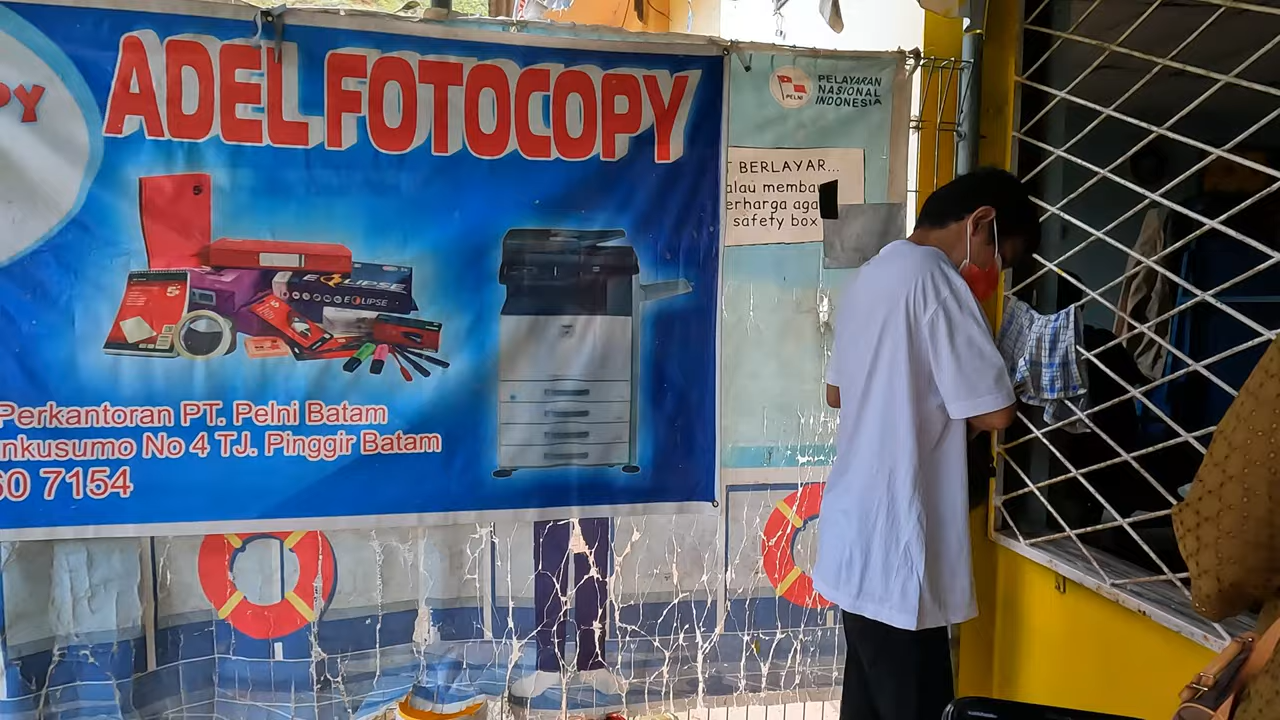 PY
ADEL FOTOCOPY
ECLIPSE
ECLIPSE
Perkantoran PT. Pelni Batam
nkusumo No 4 TJ. Pinggir Batam
60 7154
PELNI
PELAYARAN
NASIONAL
INDONESIA
T BERLAYAR...
alau memba
erharga aga
safety box